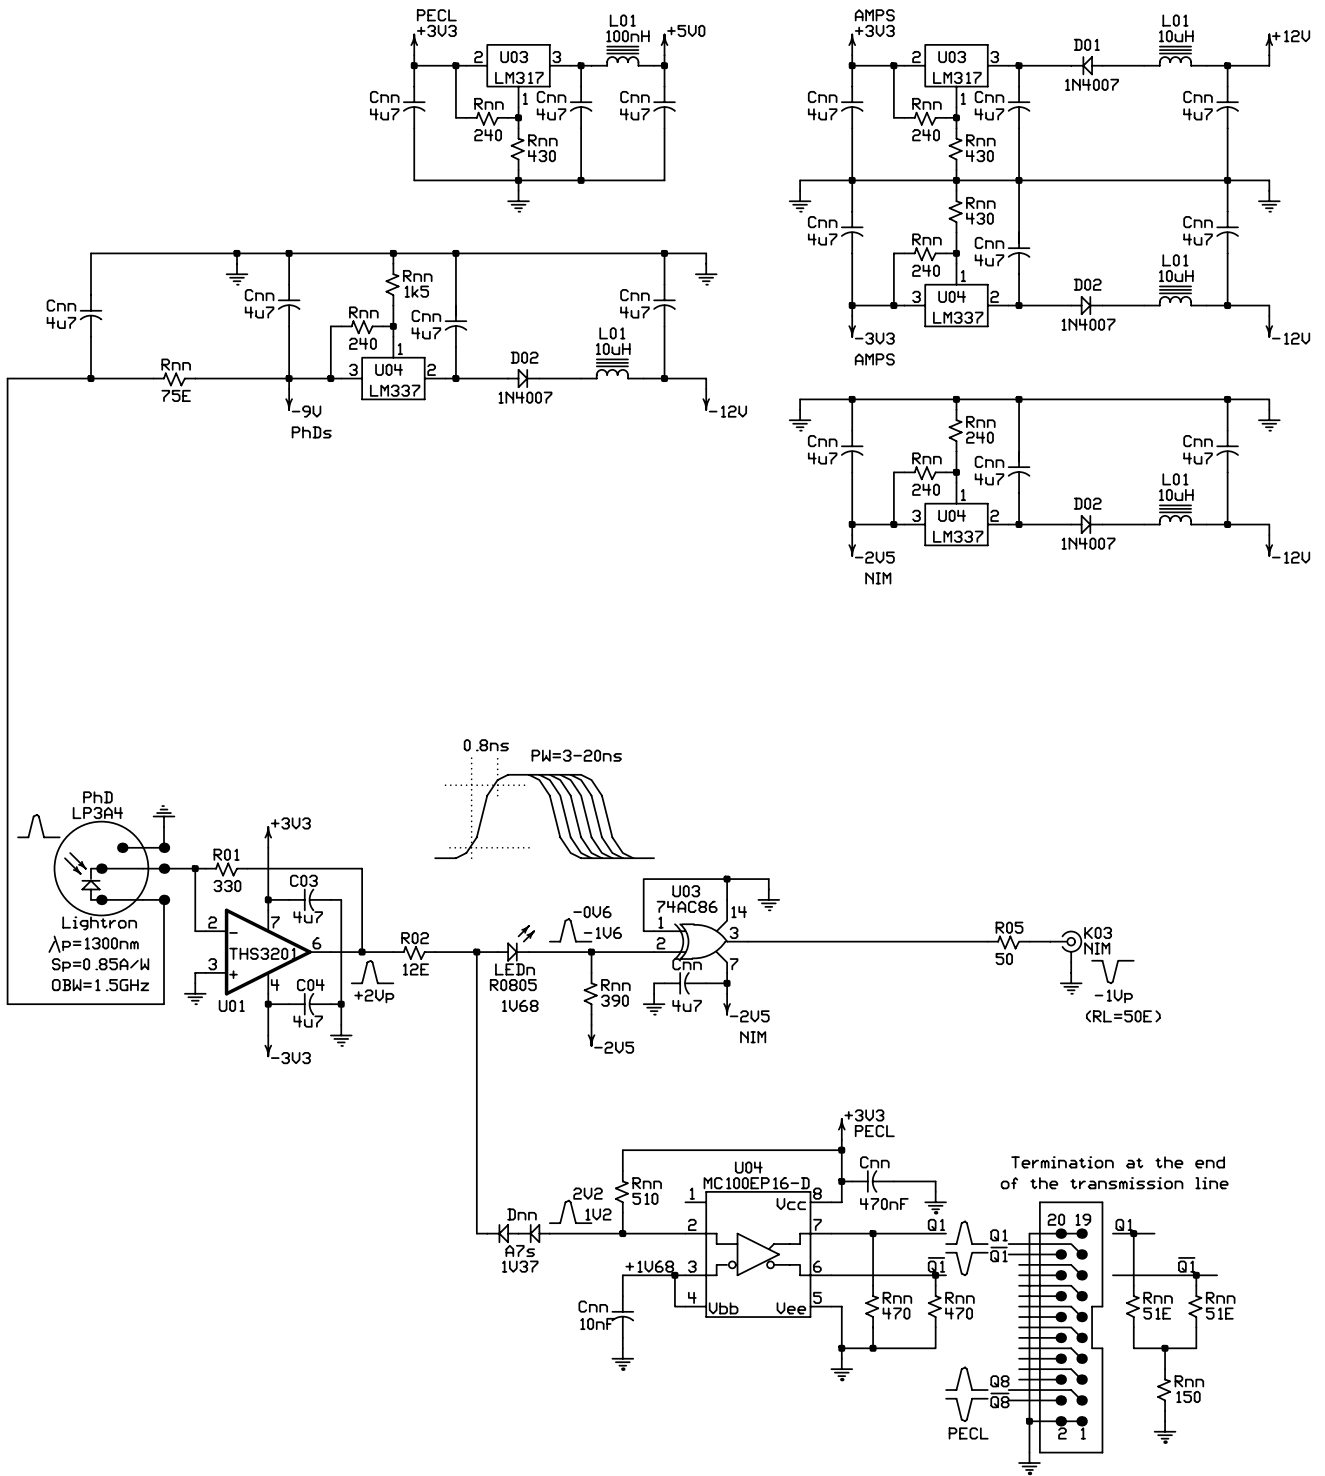 PECL
+3V3
2
U03
LM317
3
1
L01
100nH
+5V0
Cnn
4u7
Rnn
240
Cnn
4u7
Cnn
4u7
Rnn
430
AMPS
+3V3
2
U03
LM317
3
1
D01
1N4007
L01
10uH
+12V
Cnn
4u7
Rnn
240
Cnn
4u7
Cnn
4u7
Rnn
430
Cnn
4u7
Rnn
430
Rnn
240
Cnn
4u7
Cnn
4u7
1
3
U04
LM337
2
D02
1N4007
L01
10uH
-3V3
AMPS
-12V
Cnn
4u7
Cnn
4u7
Rnn
1k5
Rnn
240
Cnn
4u7
Cnn
4u7
L01
10uH
Rnn
75E
1
3
U04
LM337
2
D02
1N4007
-9V
PhDs
-12V
Cnn
4u7
Rnn
240
Rnn
240
Cnn
4u7
Cnn
4u7
1
3
U04
LM337
2
D02
1N4007
L01
10uH
-2V5
NIM
-12V
0.8ns
PW=3-20ns
PhD
LP3A4
Lightron
λp=1300nm
Sp=0.85A/W
OBW=1.5GHz
+3V3
R01
330
C03
4u7
2
-
7
THS3201
6
3
+
4
U01
C04
4u7
-3V3
+2Vp
R02
12E
LEDn
R0805
1V68
-0V6
-1V6
Rnn
390
-2V5
U03
74AC86
14
1
2
3
7
Cnn
4u7
-2V5
NIM
R05
50
K03
NIM
-1Vp
(RL=50E)
+3V3
PECL
Dnn
A7s
1V37
2V2
1V2
Rnn
510
U04
MC100EP16-D
1
Vcc
8
Cnn
470nF
2
7
+1V68
3
6
4
Vbb
Vee
5
Cnn
10nF
Q1
Q1
Rnn
470
Rnn
470
Termination at the end
of the transmission line
20 19
Q1
Q1
Q8
Q8
2 1
PECL
Q1
Q1
Rnn
51E
Rnn
51E
Rnn
150